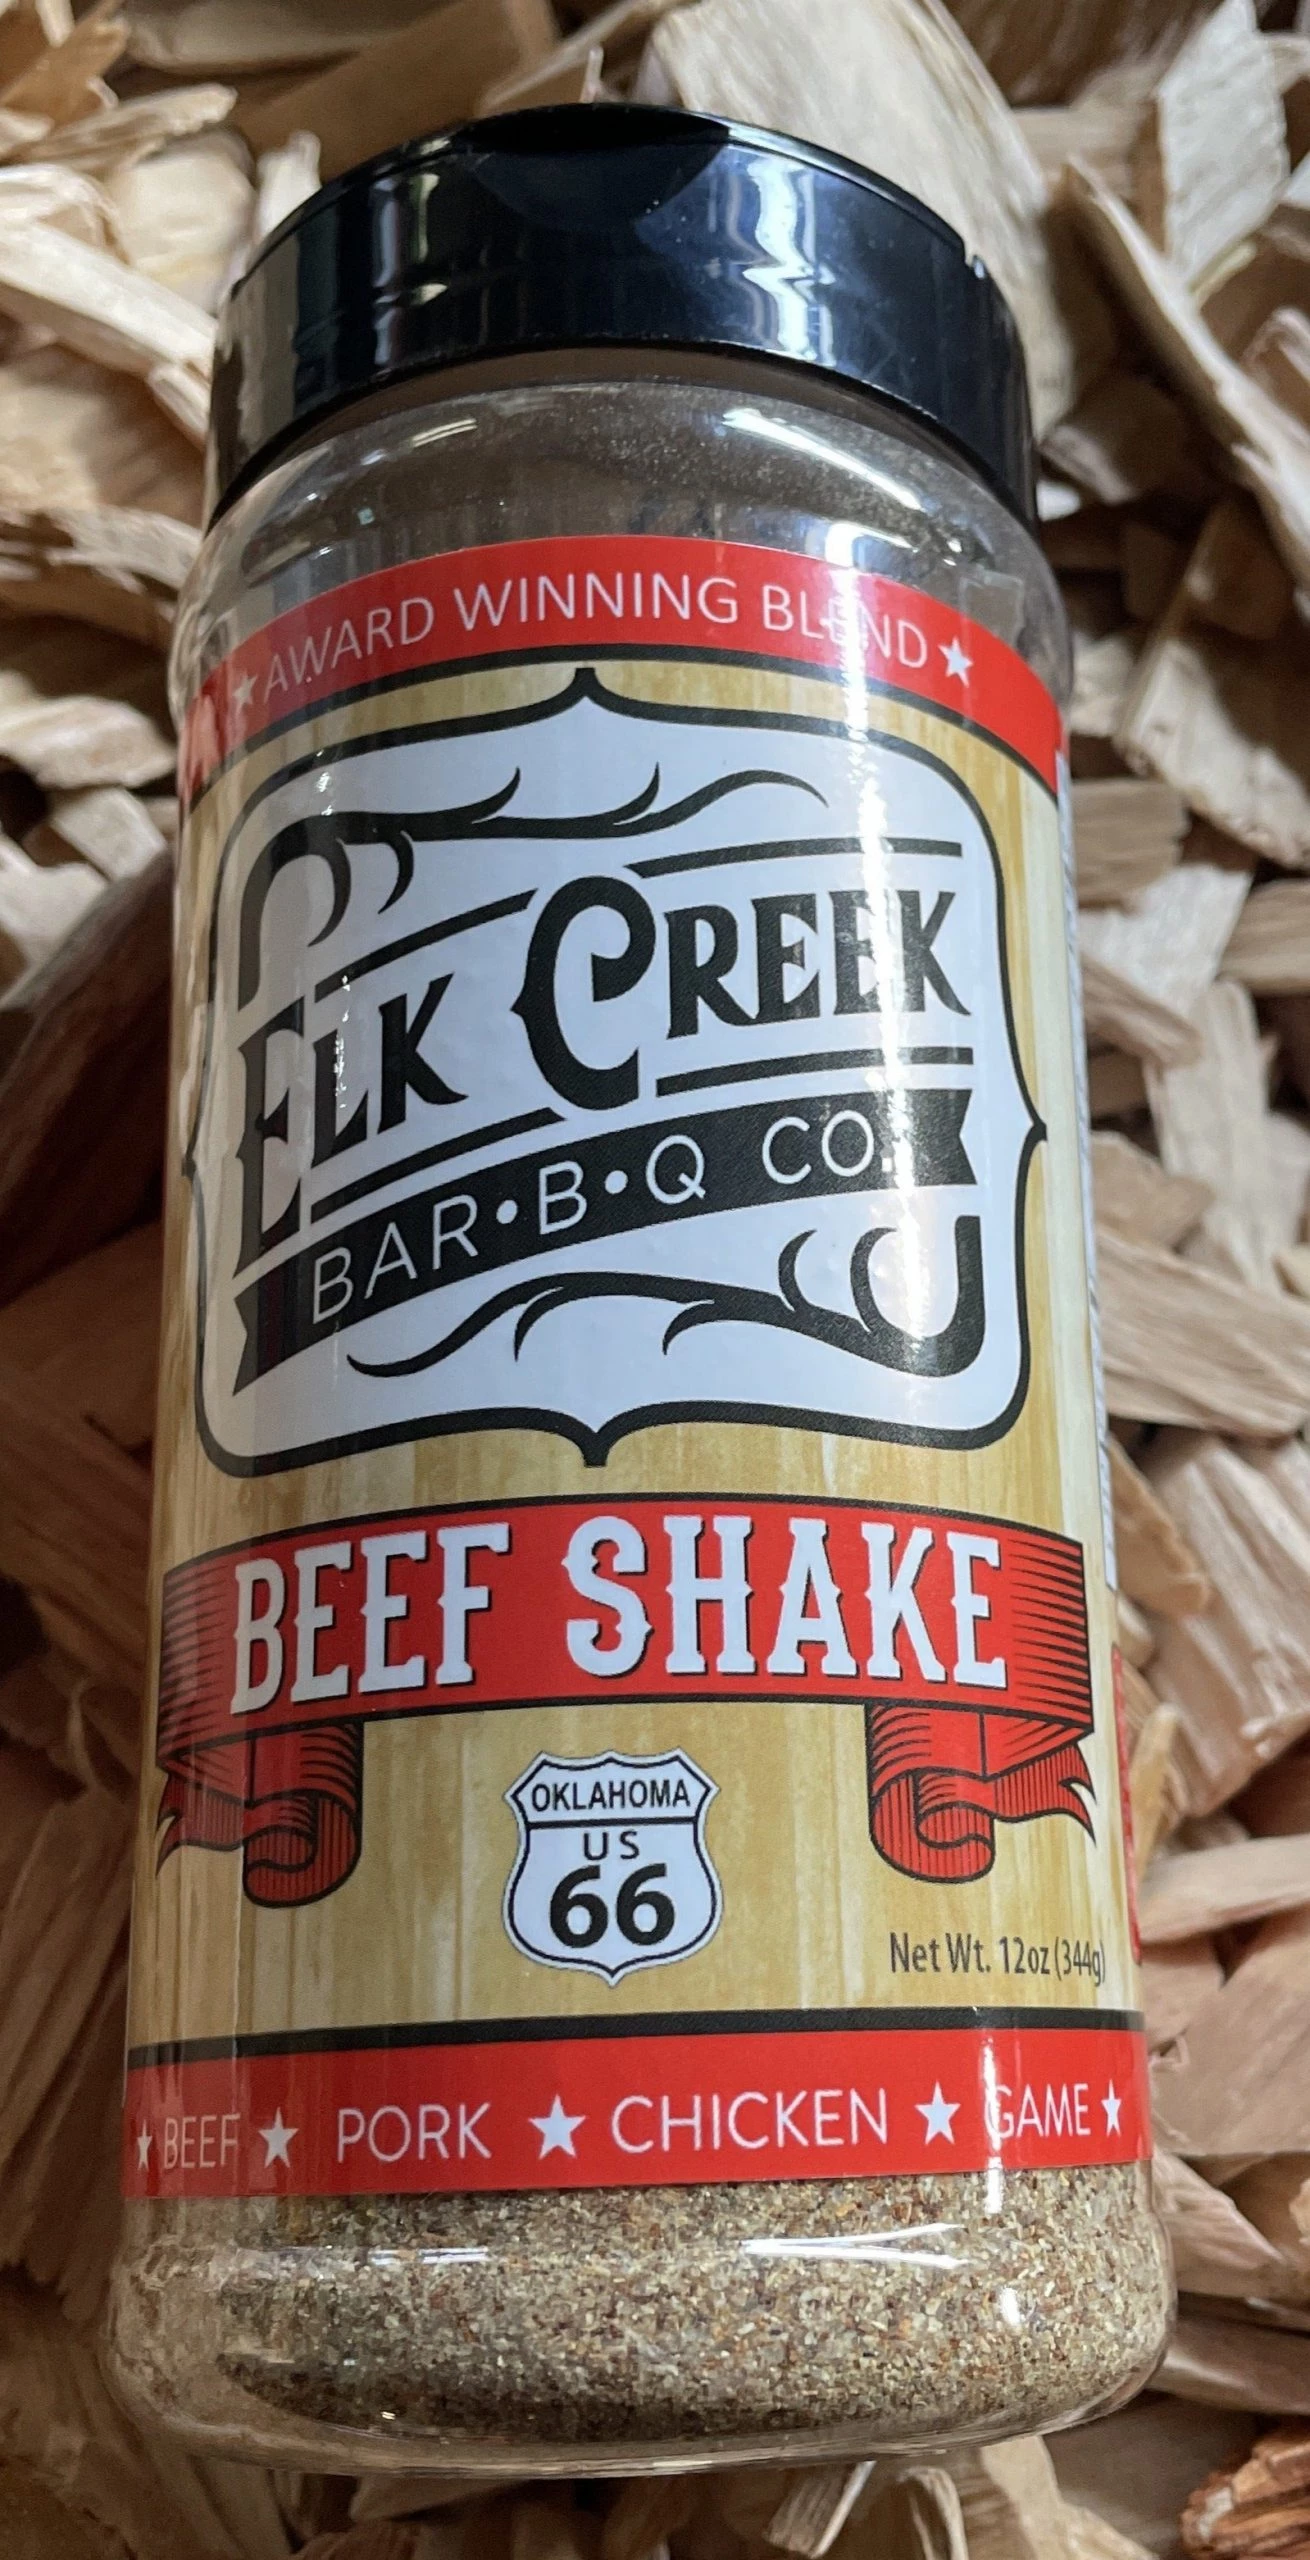 ★ AWARD WINNING BLEND ★
ELK CREEK
BAR•B•Q CO.
BEEF SHAKE
OKLAHOMA
US
66
Net Wt. 12oz (344g)
★ BEEF ★ PORK ★ CHICKEN ★ GAME ★